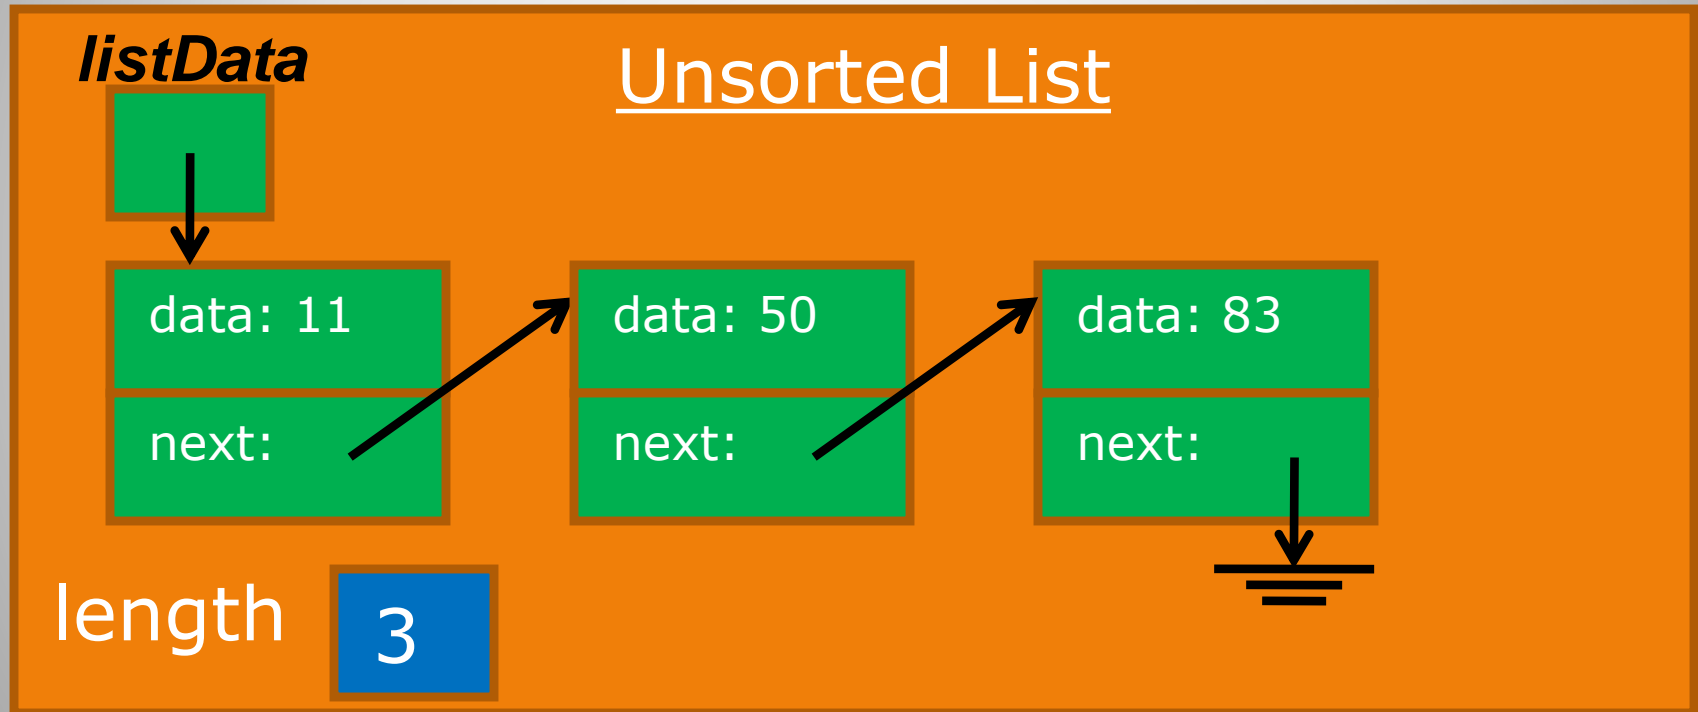 listData
Unsorted List
data: 11
next:
data: 50
next:
data: 83
next:
length
3